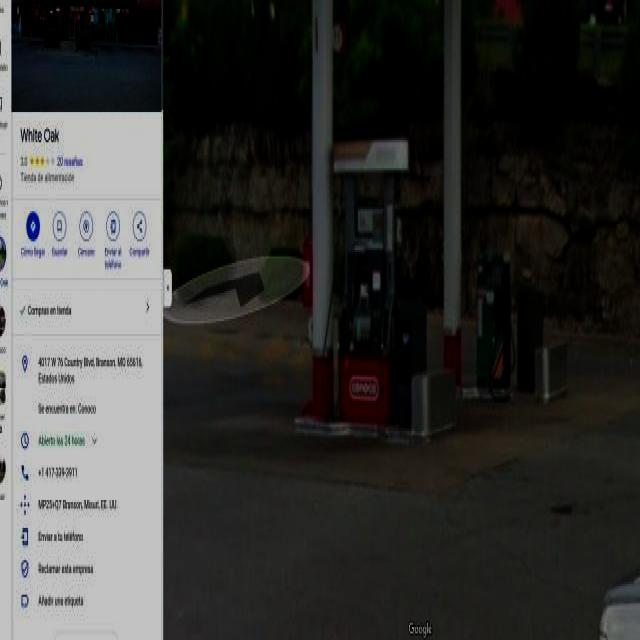 White Oak
3.0
20 reseñas
Tienda de alimentación
Cómo llegar
Guardar
Cercano
Enviar al teléfono
Compartir
Compras en tienda
4017 W 76 Country Blvd, Branson, MO 65616,
Estados Unidos
Se encuentra en: Conoco
Abierto las 24 horas
+1 417-339-3911
Branson, Misuri, EE. UU.
Enviar a tu teléfono
Reclamar esta empresa
Añadir una etiqueta
conoco
Google